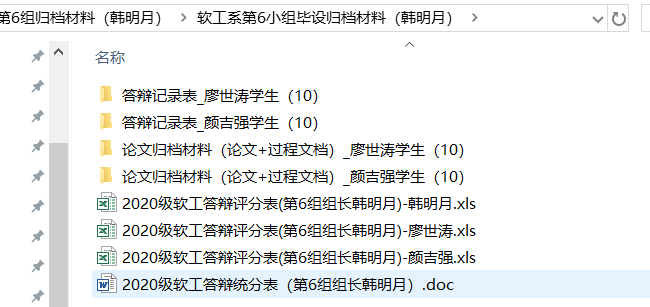 第6组归档材料（韩明月） 软工系第6小组毕设归档材料（韩明月）
名称
答辩记录表_廖世涛学生（10）
答辩记录表_颜吉强学生（10）
论文归档材料（论文+过程文档）_廖世涛学生（10）
论文归档材料（论文+过程文档）_颜吉强学生（10）
2020级软工答辩评分表(第6组组长韩明月)-韩明月.xls
2020级软工答辩评分表(第6组组长韩明月)-廖世涛.xls
2020级软工答辩评分表(第6组组长韩明月)-颜吉强.xls
2020级软工答辩统分表（第6组组长韩明月）.doc